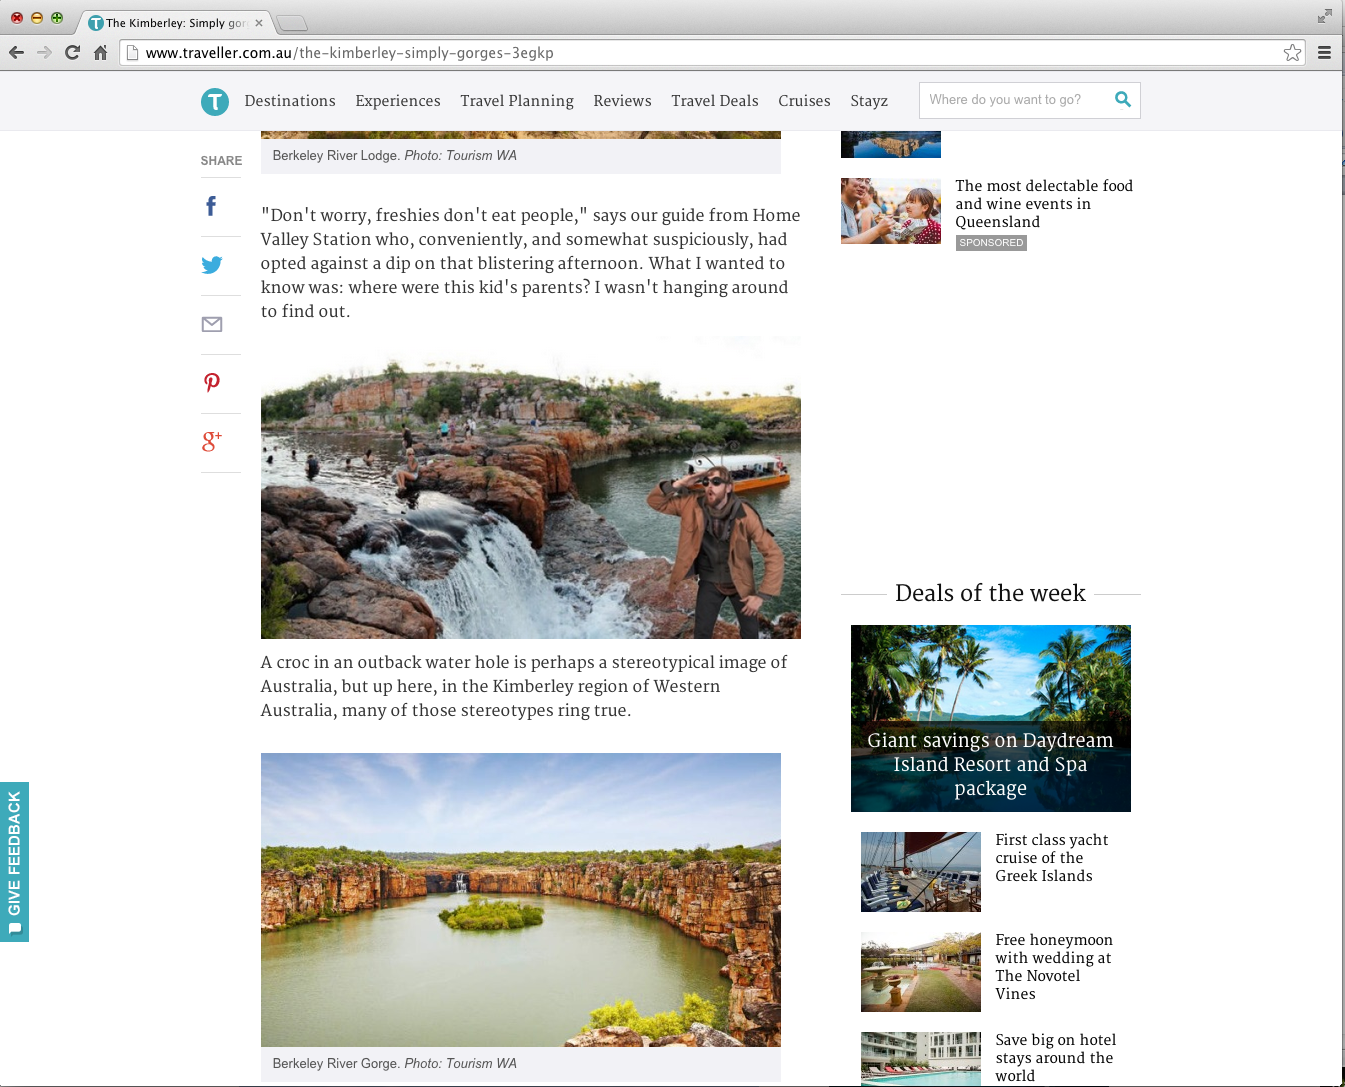 The Kimberley: Simply gor
www.traveller.com.au/the-kimberley-simply-gorges-3egkp
T Destinations Experiences Travel Planning Reviews Travel Deals Cruises Stayz Where do you want to go?
SHARE
Berkeley River Lodge. Photo: Tourism WA
"Don't worry, freshies don't eat people," says our guide from Home
Valley Station who, conveniently, and somewhat suspiciously, had
opted against a dip on that blistering afternoon. What I wanted to
know was: where were this kid's parents? I wasn't hanging around
to find out.
A croc in an outback water hole is perhaps a stereotypical image of
Australia, but up here, in the Kimberley region of Western
Australia, many of those stereotypes ring true.
Berkeley River Gorge. Photo: Tourism WA
The most delectable food
and wine events in
Queensland
SPONSORED
Deals of the week
Giant savings on Daydream
Island Resort and Spa
package
First class yacht
cruise of the
Greek Islands
Free honeymoon
with wedding at
The Novotel
Vines
Save big on hotel
stays around the
world
GIVE FEEDBACK